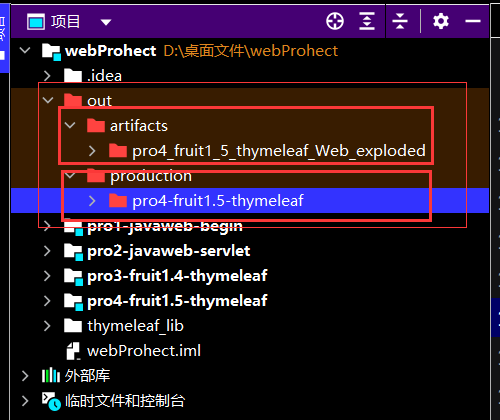 项目
webProhect D:\桌面文件\webProhect
.idea
out
artifacts
pro4_fruit1_5_thymeleaf_Web_exploded
production
pro4-fruit1.5-thymeleaf
pro1-javaweb-begin
pro2-javaweb-servlet
pro3-fruit1.4-thymeleaf
pro4-fruit1.5-thymeleaf
thymeleaf_lib
webProhect.iml
外部库
临时文件和控制台